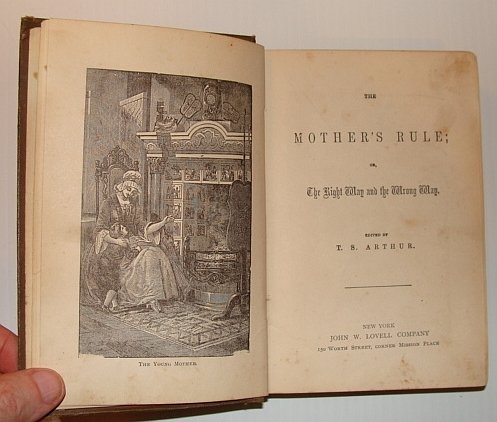 The Young Mother.
THE
MOTHER'S RULE;
OR,
The Right Way and the Wrong Way.
EDITED BY
T. S. ARTHUR.
NEW YORK
JOHN W. LOVELL COMPANY
150 Worth Street, corner Mission Place